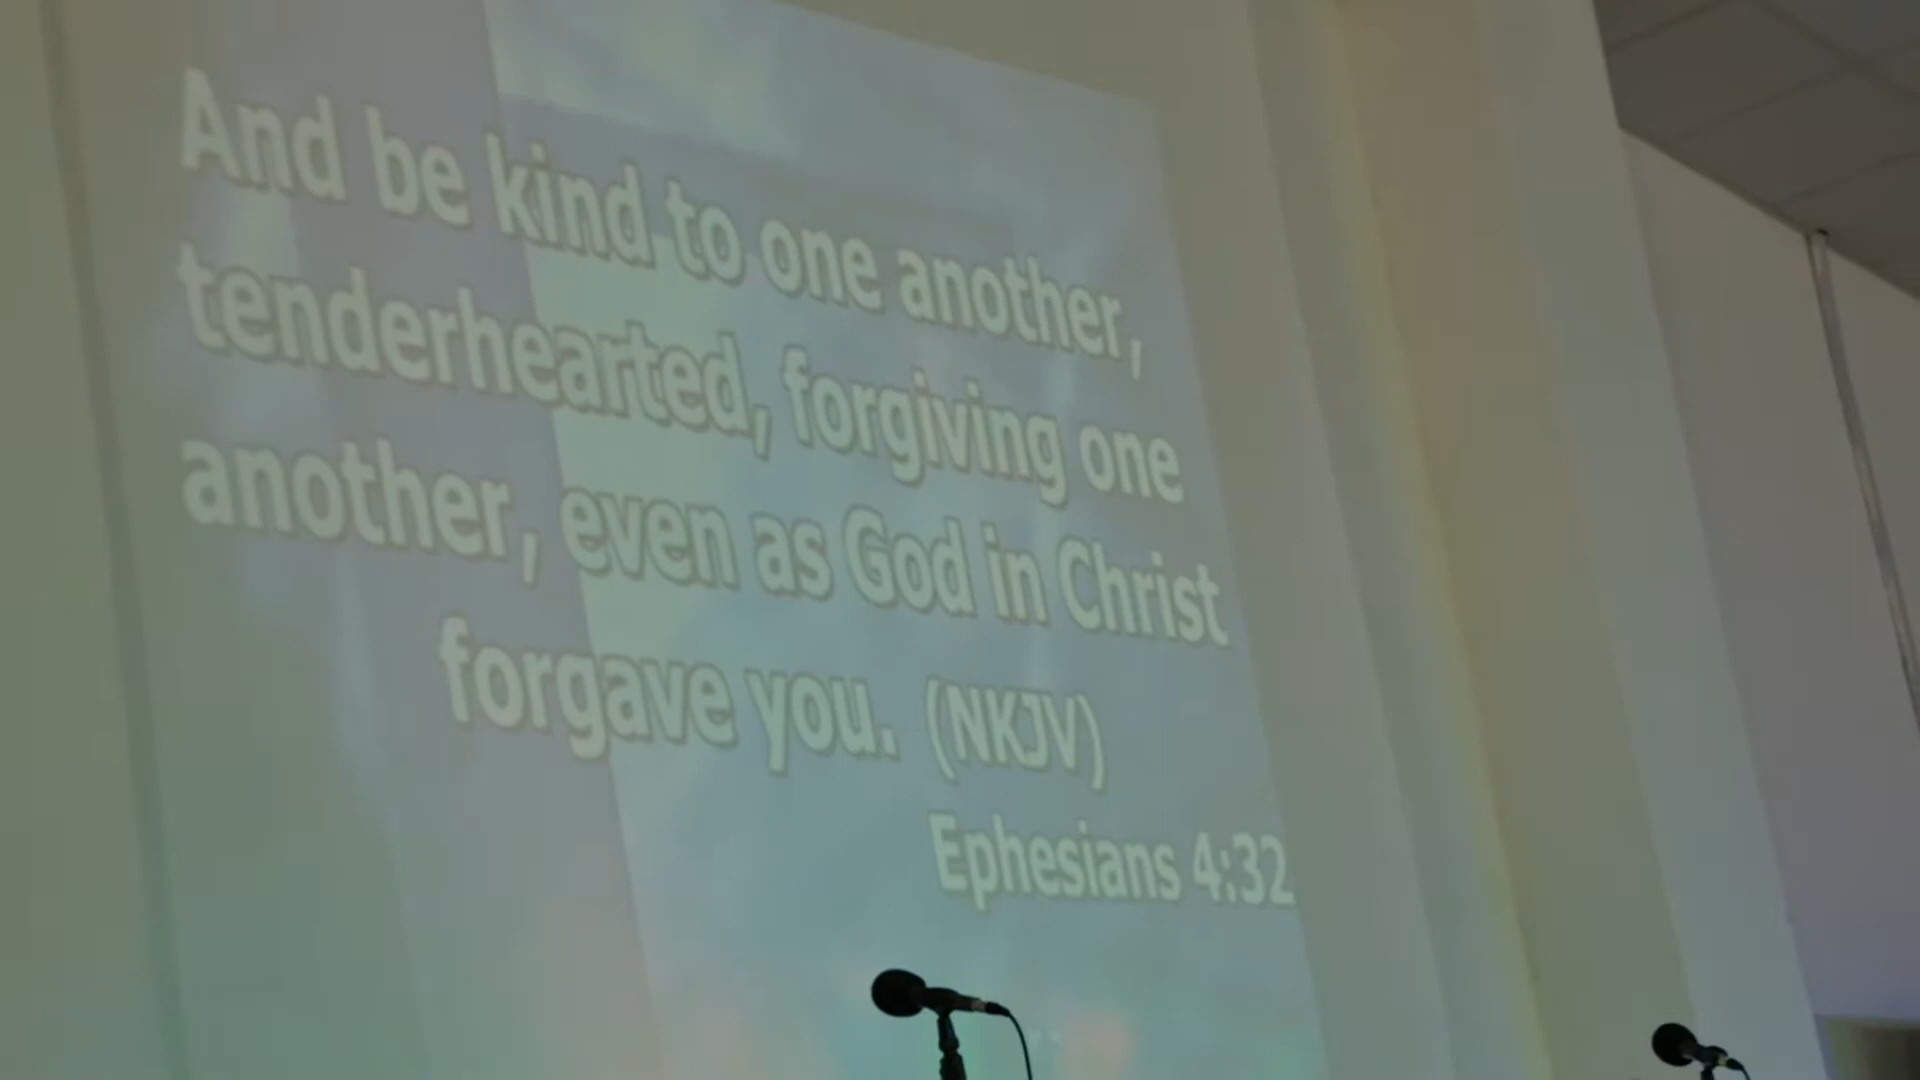 And be kind to one another,
tenderhearted, forgiving one
another, even as God in Christ
forgave you. (NKJV)
Ephesians 4:32